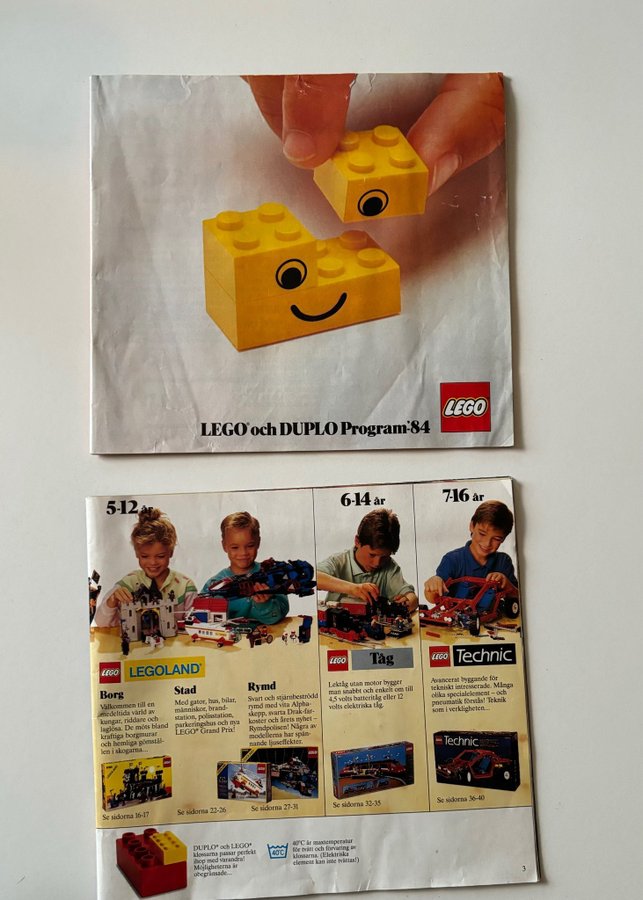 LEGO® och DUPLO Program '84
LEGO
5-12 år
6-14 år
7-16 år
LEGO LEGOLAND®
LEGO Tåg
LEGO Technic
Borg
Välkommen till en
medeltida värld av
kungar, riddare och
laglösa. De möts bland
kraftiga borgmurar
och hemliga gömstäl-
len i skogarna...
Se sidorna 16-17
Stad
Med gator, hus, bilar,
människor, brand-
station, polisstation,
parkeringshus och nya
LEGO® Grand Prix!
Se sidorna 22-26
Rymd
Svart och stjärnbeströdd
rymd med vita Alpha-
skepp, svarta Drak-far-
koster och årets nyhet –
Rymdpolisen! Några av
modellerna har spän-
nande ljuseffekter.
Se sidorna 27-31
Lektåg utan motor bygger
man snabbt och enkelt om till
4,5 volts batteritåg eller 12
volts elektriska tåg.
Se sidorna 32-35
Avancerat byggande för
tekniskt intresserade. Många
olika specialelement – och
pneumatik förstås! Teknik
som i verkligheten...
Technic
Se sidorna 36-40
DUPLO® och LEGO®
klossarna passar perfekt
ihop med varandra!
Möjligheterna är
obegränsade...
40°C
40°C är maxtemperatur
för tvätt och förvaring av
klossarna. (Elektriska
element kan inte tvättas!)
3